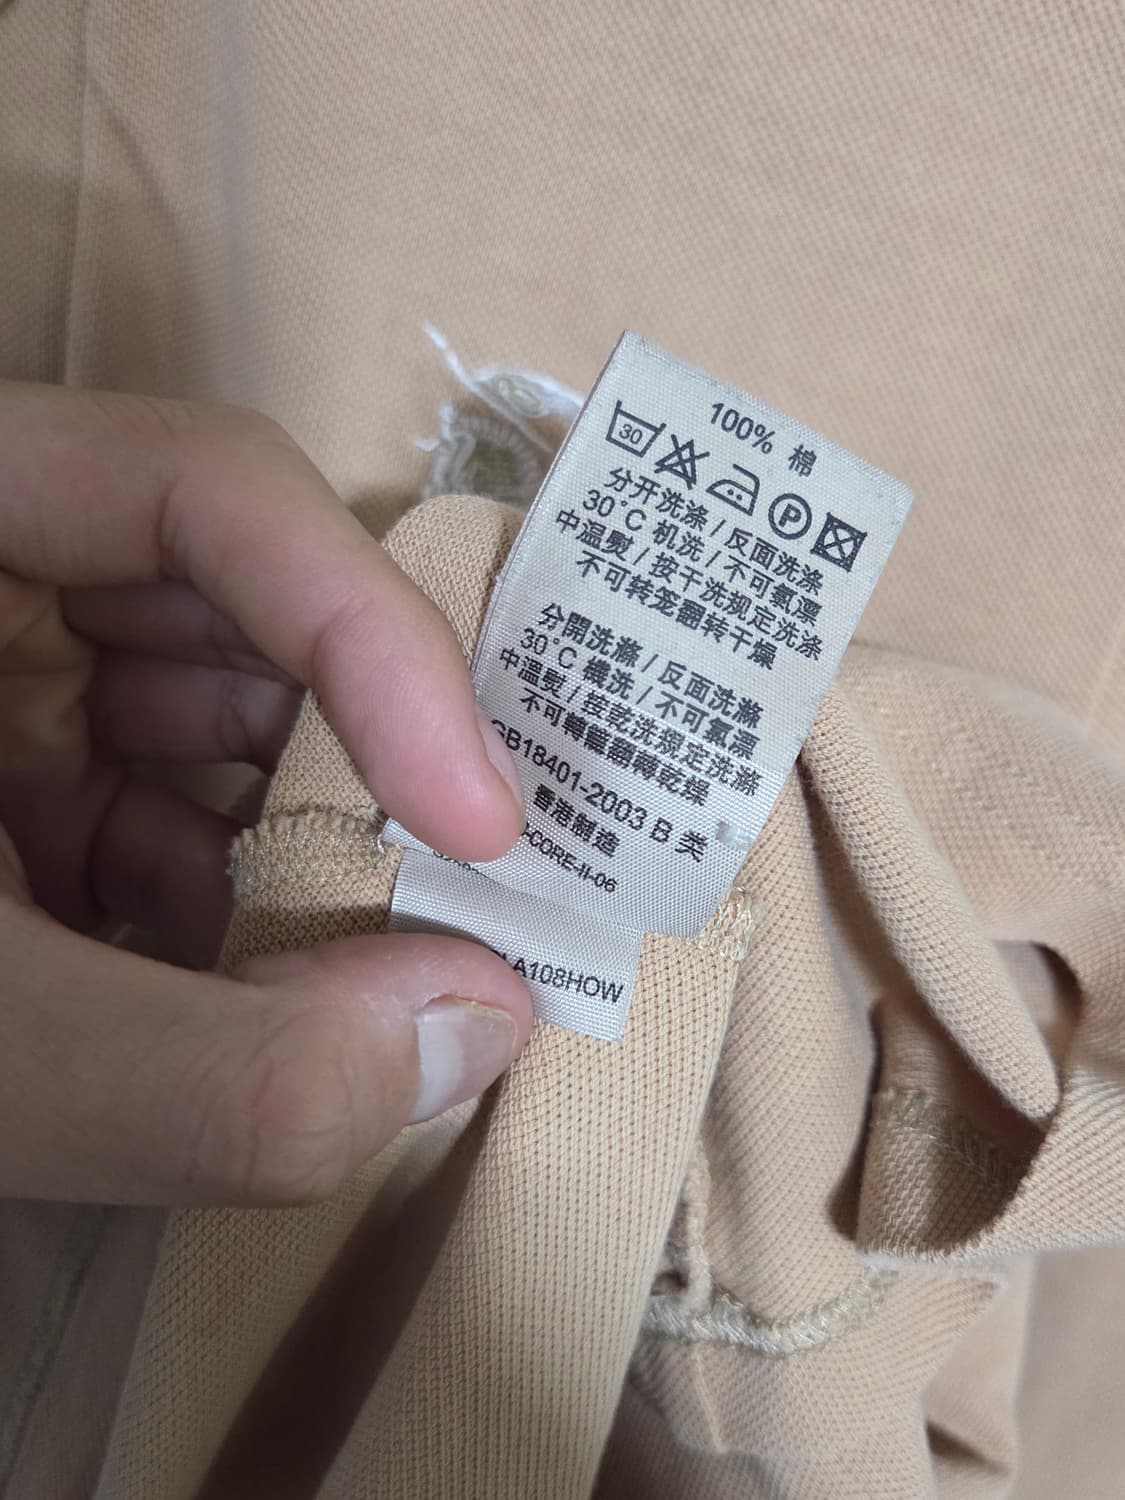 100% 棉
30
P
分开洗涤 / 反面洗涤
30°C 机洗 / 不可氯漂
中温熨 / 按干洗规定洗涤
不可转笼翻转干燥
分開洗滌 / 反面洗滌
30°C 機洗 / 不可氯漂
中溫熨 / 按乾洗規定洗滌
不可轉籠翻轉乾燥
GB18401-2003 B 类
香港製造
-CORE-II-06
A108HOW